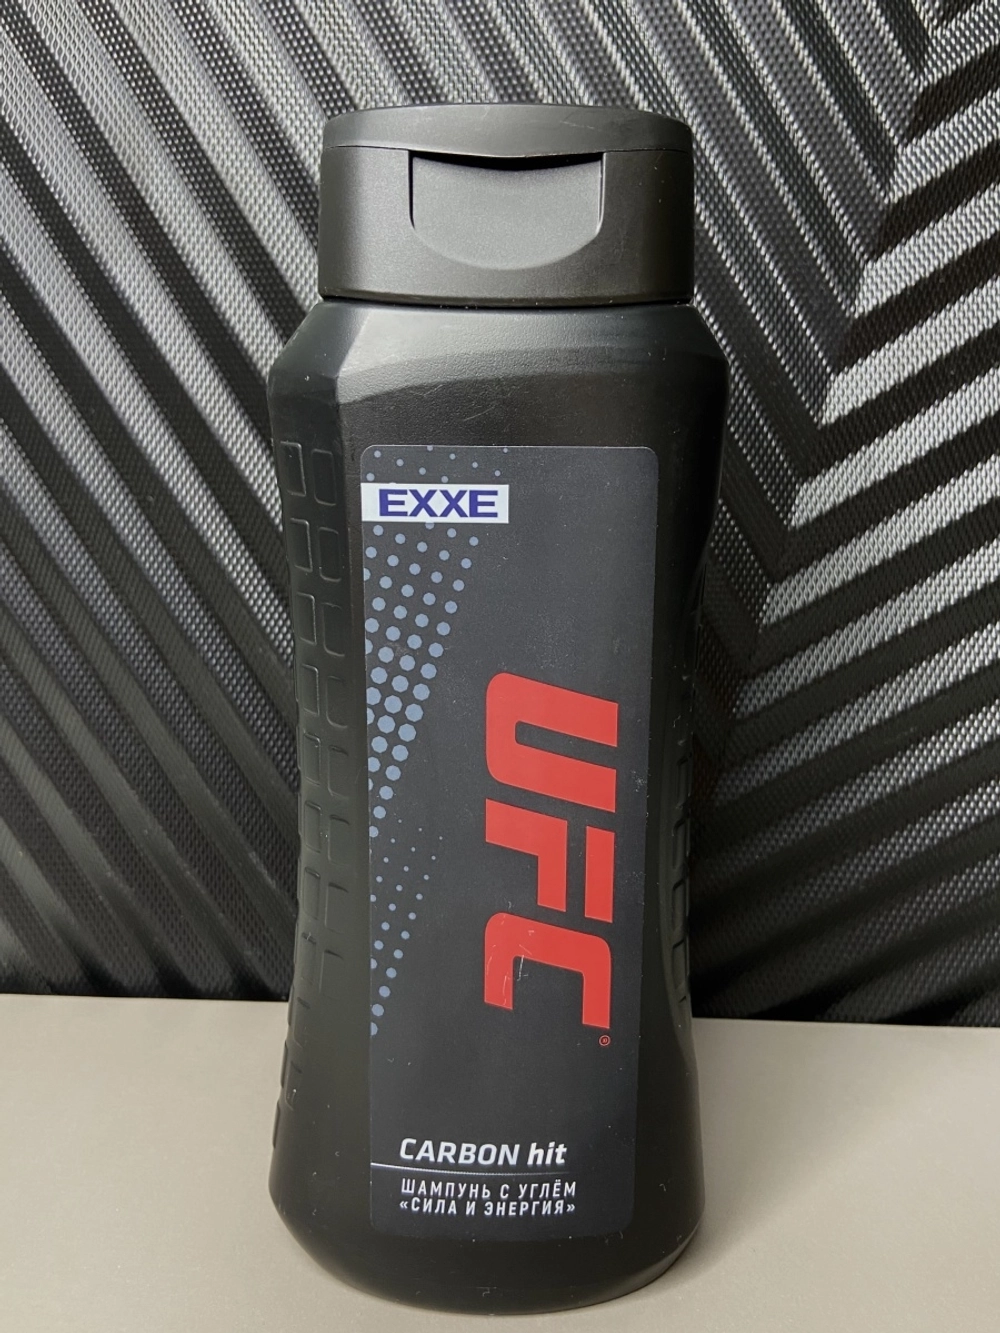 EXXE
UFC
®
CARBON hit
ШАМПУНЬ С УГЛЁМ
«СИЛА И ЭНЕРГИЯ»